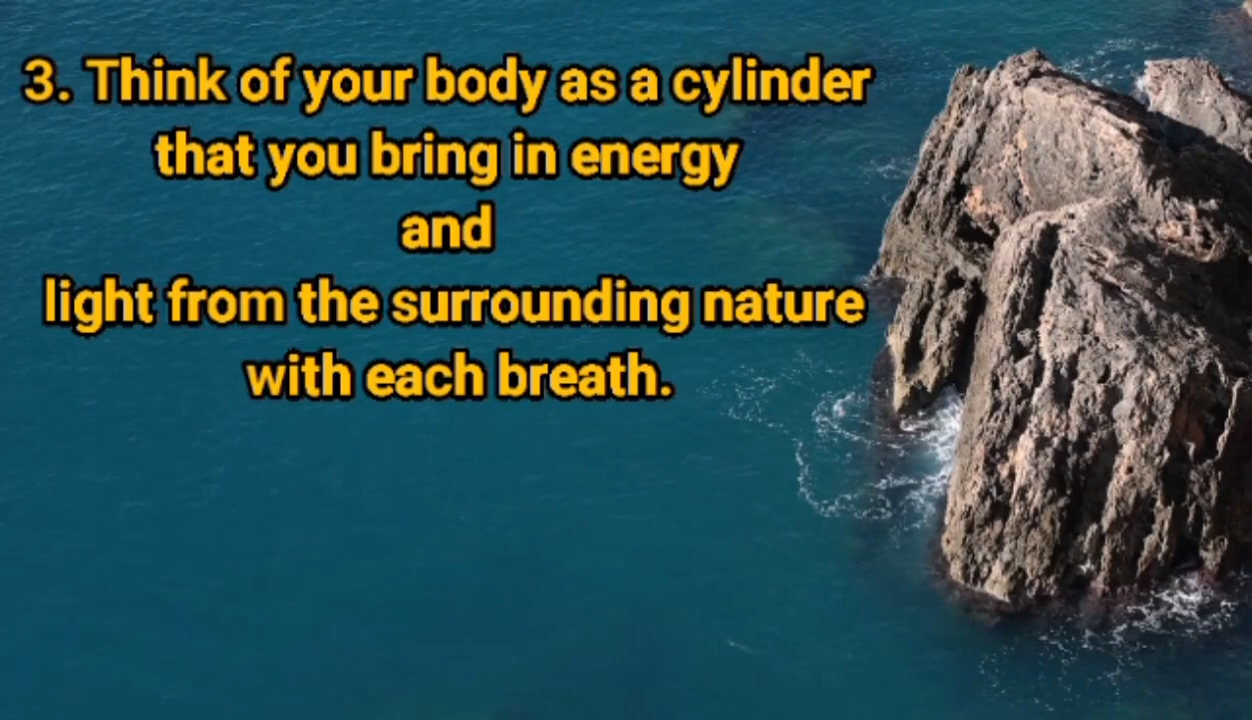 3. Think of your body as a cylinder
that you bring in energy
and
light from the surrounding nature
with each breath.